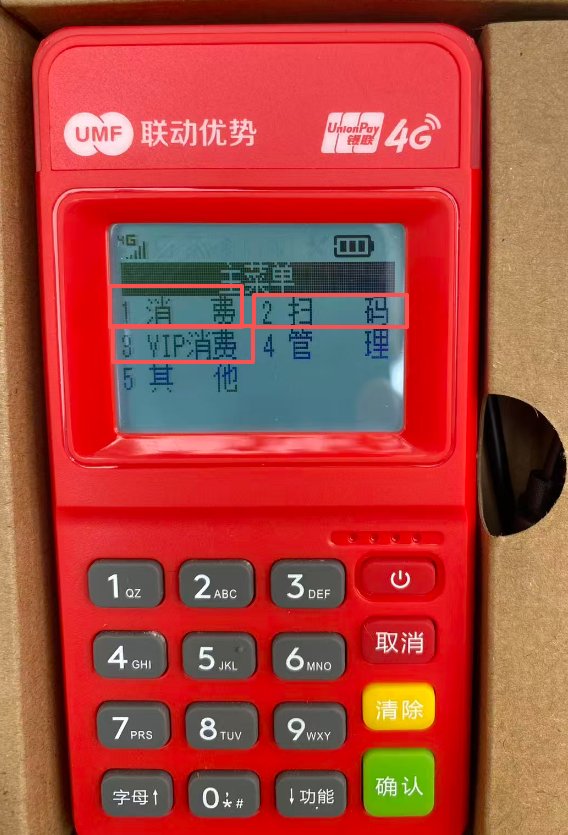 UMF 联动优势
UnionPay 银联 4G
4G
主菜单
1 消 费 2 扫 码
3 VIP消费 4 管 理
5 其 他
1 QZ 2 ABC 3 DEF
4 GHI 5 JKL 6 MNO 取消
7 PRS 8 TUV 9 WXY 清除
字母↑ 0 ,*# ↓功能 确认